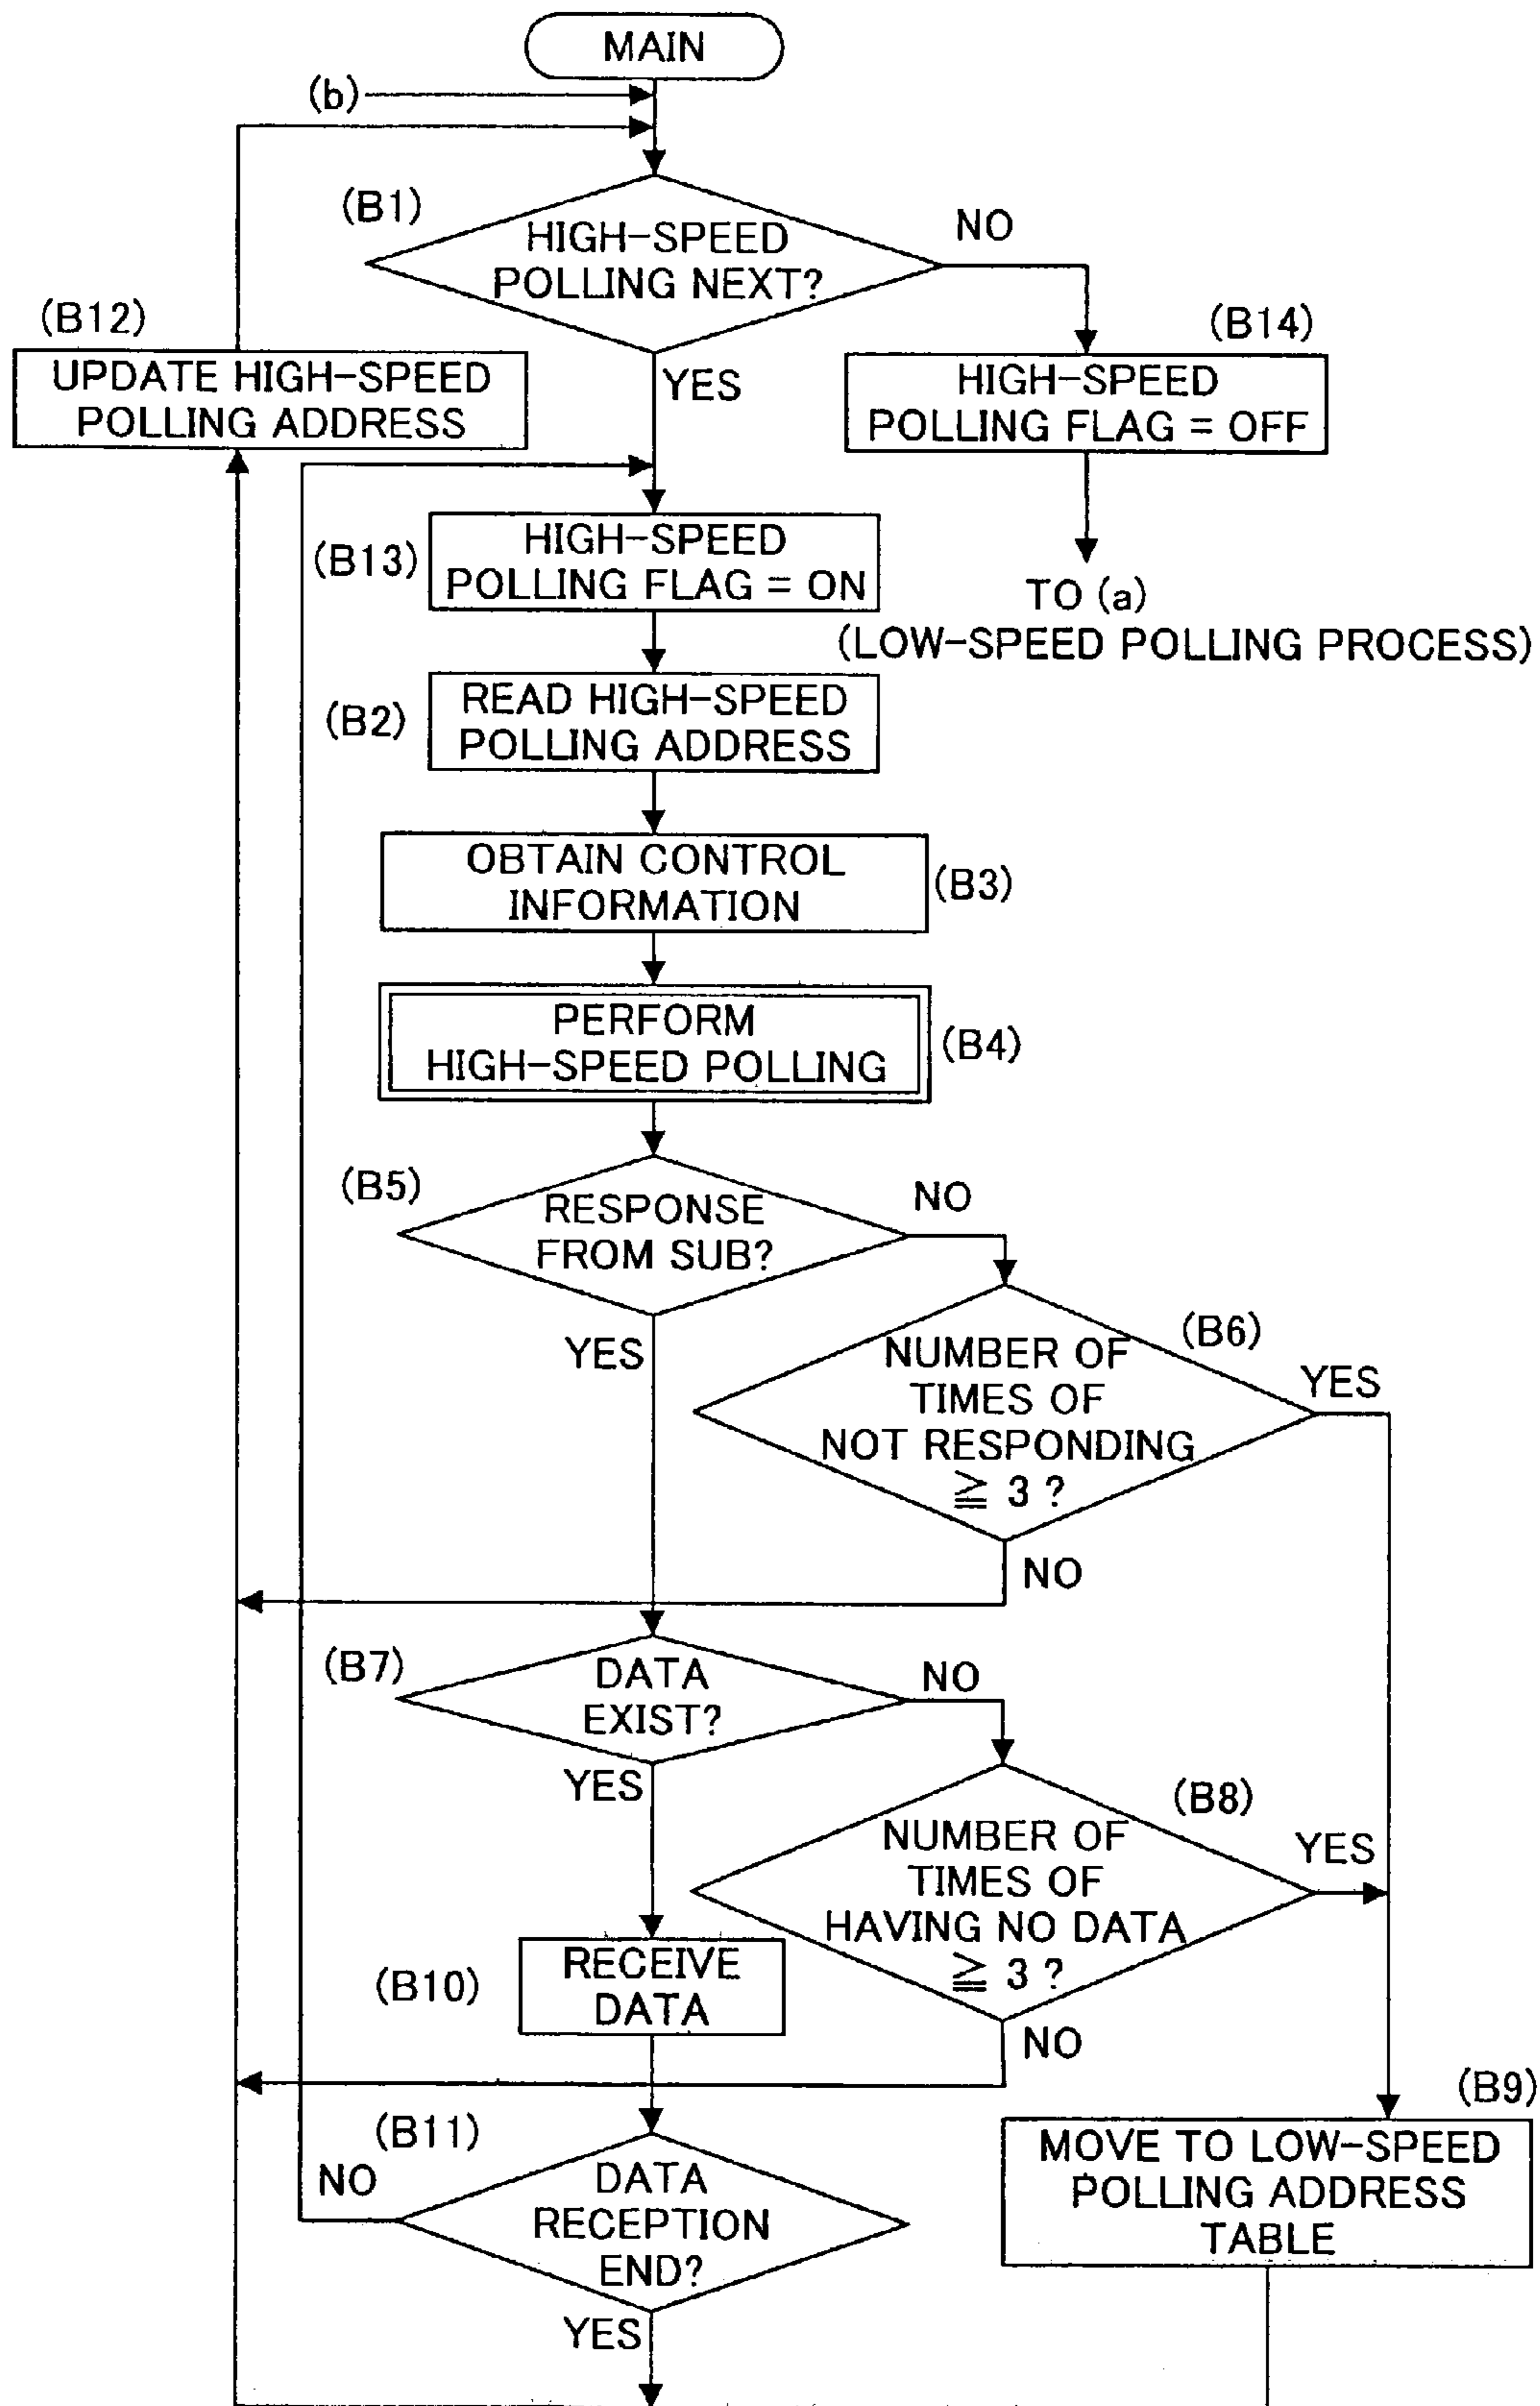 MAIN
(b)
(B1)
HIGH-SPEED
POLLING NEXT?
NO
YES
(B12)
UPDATE HIGH-SPEED
POLLING ADDRESS
(B14)
HIGH-SPEED
POLLING FLAG = OFF
TO (a)
(LOW-SPEED POLLING PROCESS)
(B13)
HIGH-SPEED
POLLING FLAG = ON
(B2)
READ HIGH-SPEED
POLLING ADDRESS
OBTAIN CONTROL
INFORMATION
(B3)
PERFORM
HIGH-SPEED POLLING
(B4)
(B5)
RESPONSE
FROM SUB?
NO
YES
(B6)
NUMBER OF
TIMES OF
NOT RESPONDING
≧ 3 ?
YES
NO
(B7)
DATA
EXIST?
NO
YES
(B8)
NUMBER OF
TIMES OF
HAVING NO DATA
≧ 3 ?
YES
NO
(B10)
RECEIVE
DATA
(B9)
MOVE TO LOW-SPEED
POLLING ADDRESS
TABLE
(B11)
NO
DATA
RECEPTION
END?
YES